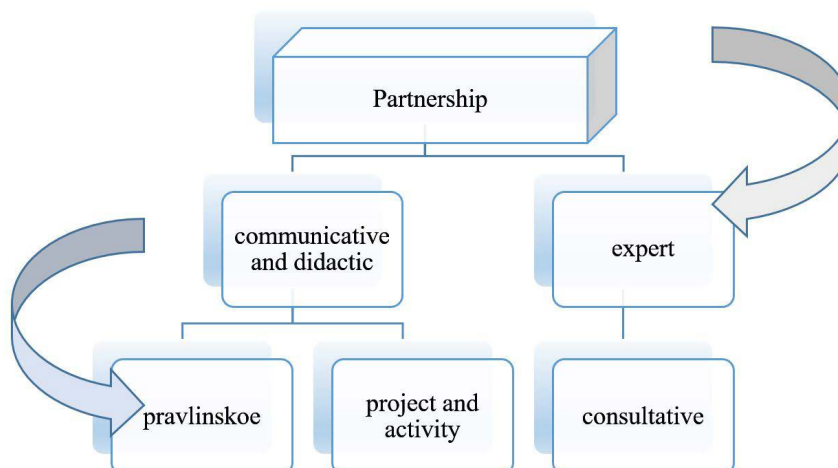 Partnership
communicative
and didactic
expert
pravlinskoe
project and
activity
consultative